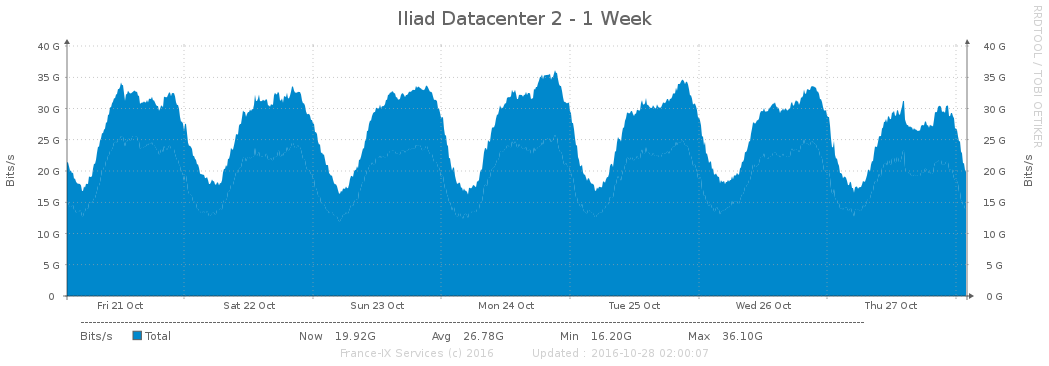 Iliad Datacenter 2 - 1 Week
RRDTOOL / TOBI OETIKER
40 G 40 G
35 G 35 G
30 G 30 G
25 G 25 G
20 G 20 G
15 G 15 G
10 G 10 G
5 G 5 G
0 0 G
Bits/s Bits/s
Fri 21 Oct Sat 22 Oct Sun 23 Oct Mon 24 Oct Tue 25 Oct Wed 26 Oct Thu 27 Oct
Bits/s Total Now 19.92G Avg 26.78G Min 16.20G Max 36.10G
France-IX Services (c) 2016 Updated : 2016-10-28 02:00:07